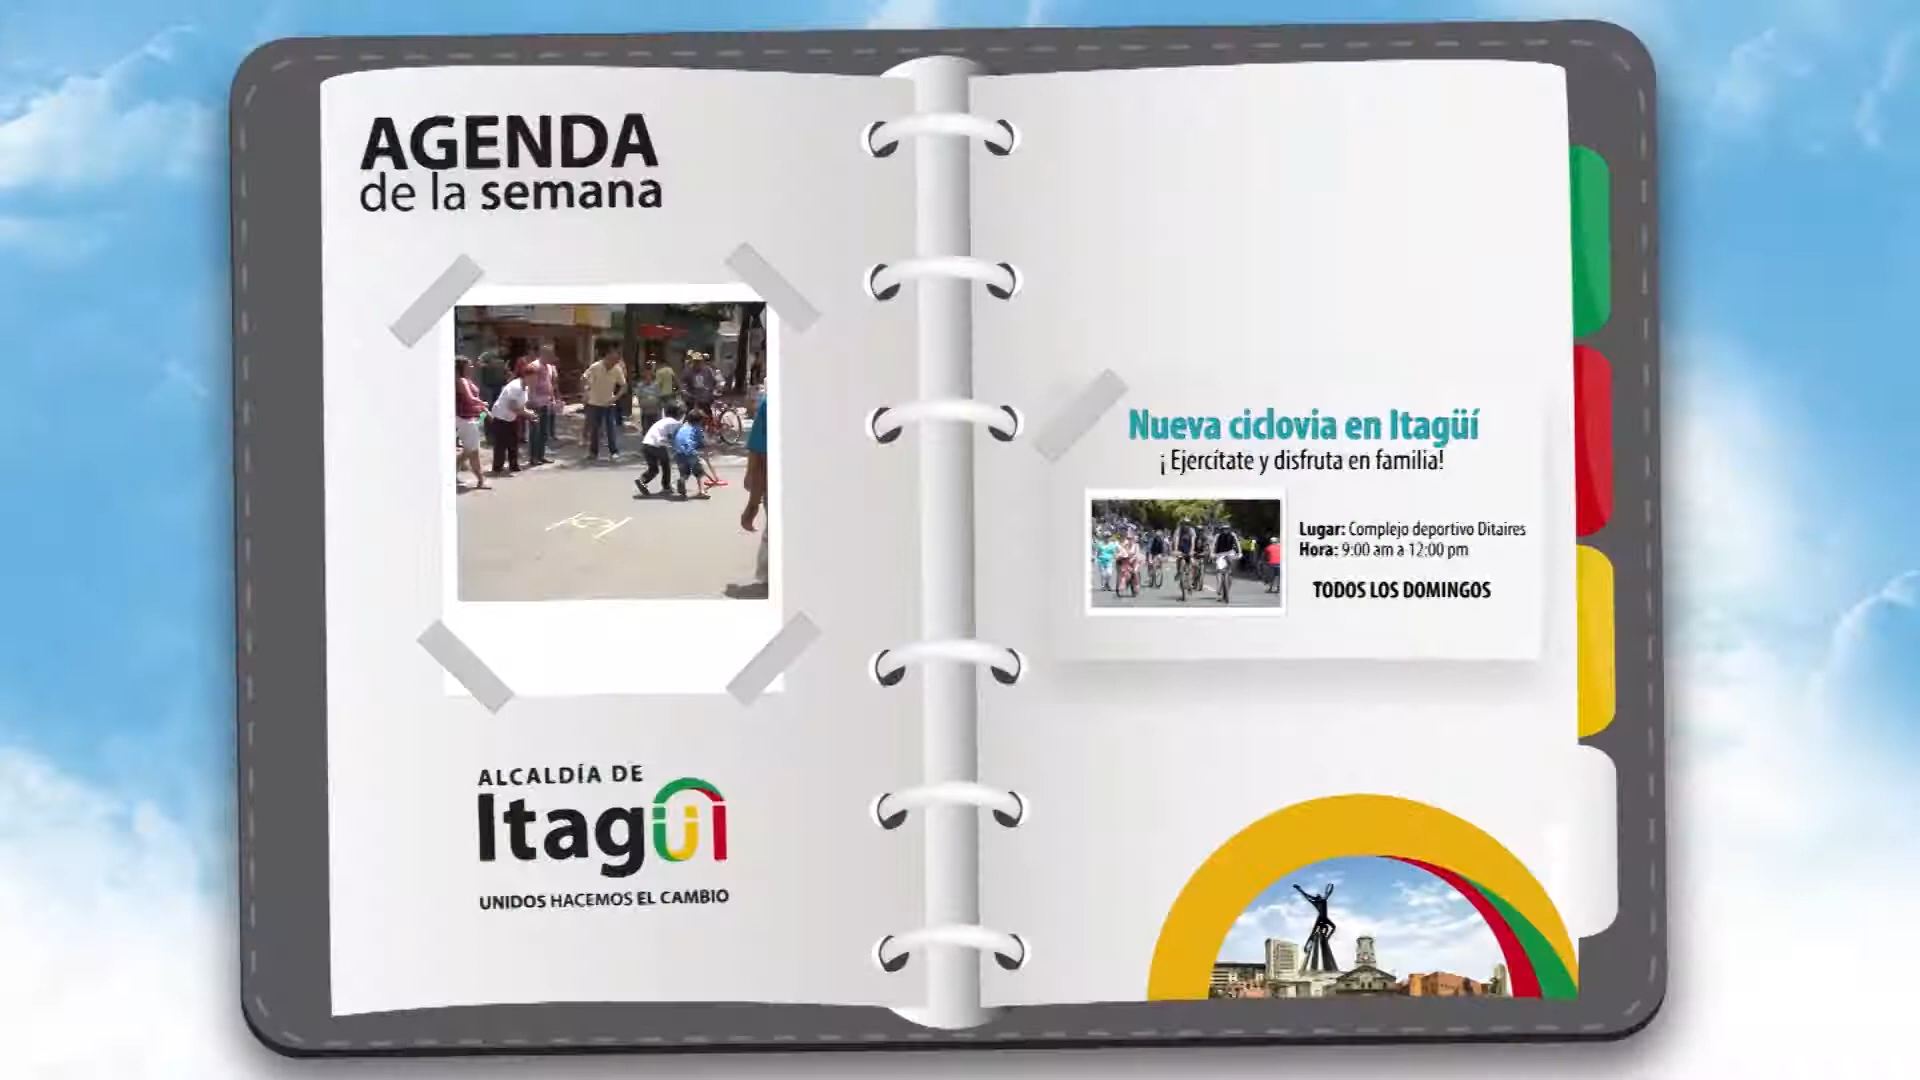 AGENDA
de la semana
ALCALDÍA DE
Itagüí
UNIDOS HACEMOS EL CAMBIO
Nueva ciclovia en Itagüí
¡ Ejercítate y disfruta en familia!
Lugar: Complejo deportivo Ditaires
Hora: 9:00 am a 12:00 pm
TODOS LOS DOMINGOS